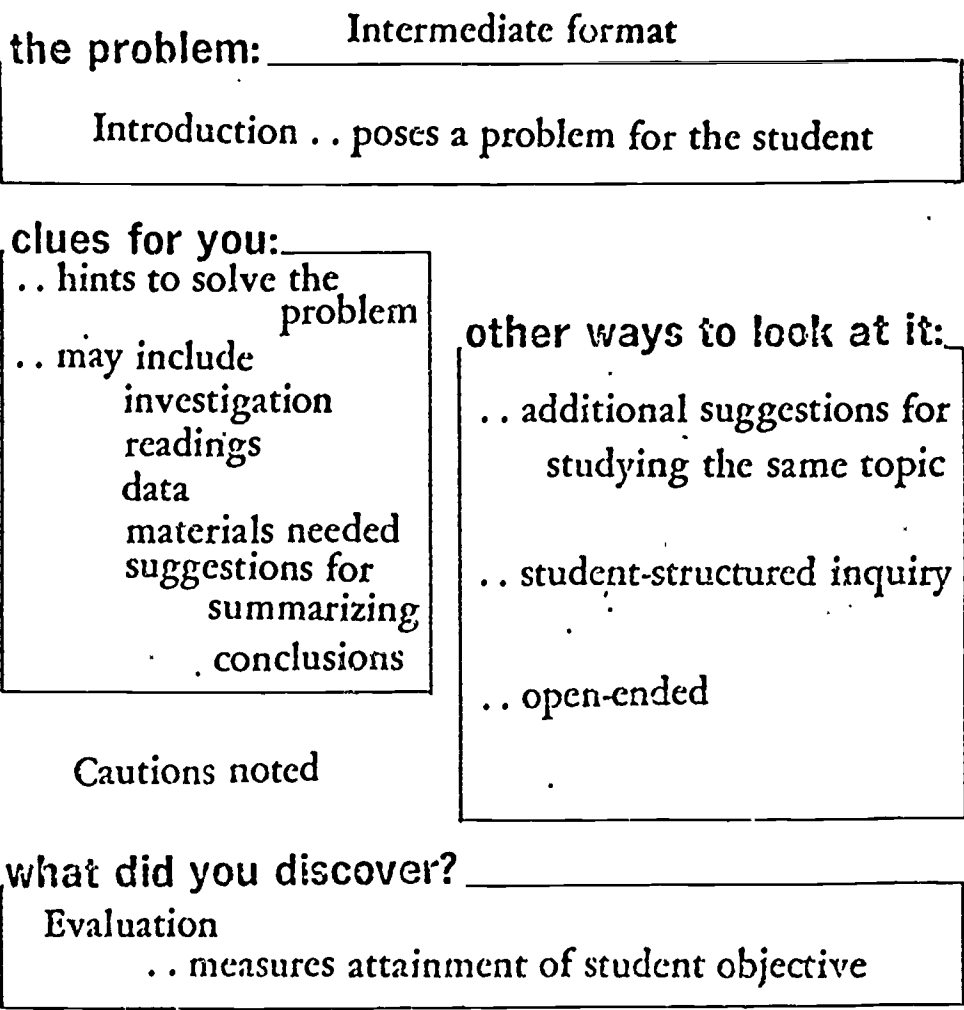 Intermediate format
the problem:
Introduction . . poses a problem for the student
clues for you:
. . hints to solve the
problem
. . may include
investigation
readings
data
materials needed
suggestions for
summarizing
conclusions
Cautions noted
other ways to look at it:
. . additional suggestions for
studying the same topic
. . student-structured inquiry
. . open-ended
what did you discover?
Evaluation
. . measures attainment of student objective